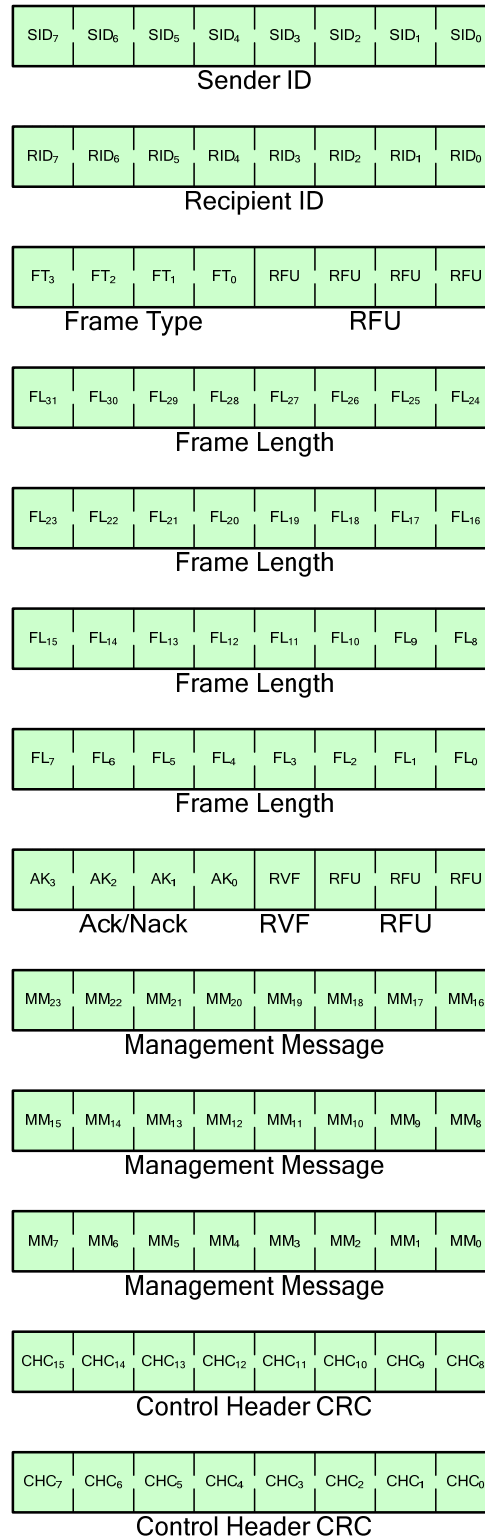 SID₇ SID₆ SID₅ SID₄ SID₃ SID₂ SID₁ SID₀
Sender ID
RID₇ RID₆ RID₅ RID₄ RID₃ RID₂ RID₁ RID₀
Recipient ID
FT₃ FT₂ FT₁ FT₀ RFU RFU RFU RFU
Frame Type RFU
FL₃₁ FL₃₀ FL₂₉ FL₂₈ FL₂₇ FL₂₆ FL₂₅ FL₂₄
Frame Length
FL₂₃ FL₂₂ FL₂₁ FL₂₀ FL₁₉ FL₁₈ FL₁₇ FL₁₆
Frame Length
FL₁₅ FL₁₄ FL₁₃ FL₁₂ FL₁₁ FL₁₀ FL₉ FL₈
Frame Length
FL₇ FL₆ FL₅ FL₄ FL₃ FL₂ FL₁ FL₀
Frame Length
AK₃ AK₂ AK₁ AK₀ RVF RFU RFU RFU
Ack/Nack RVF RFU
MM₂₃ MM₂₂ MM₂₁ MM₂₀ MM₁₉ MM₁₈ MM₁₇ MM₁₆
Management Message
MM₁₅ MM₁₄ MM₁₃ MM₁₂ MM₁₁ MM₁₀ MM₉ MM₈
Management Message
MM₇ MM₆ MM₅ MM₄ MM₃ MM₂ MM₁ MM₀
Management Message
CHC₁₅ CHC₁₄ CHC₁₃ CHC₁₂ CHC₁₁ CHC₁₀ CHC₉ CHC₈
Control Header CRC
CHC₇ CHC₆ CHC₅ CHC₄ CHC₃ CHC₂ CHC₁ CHC₀
Control Header CRC